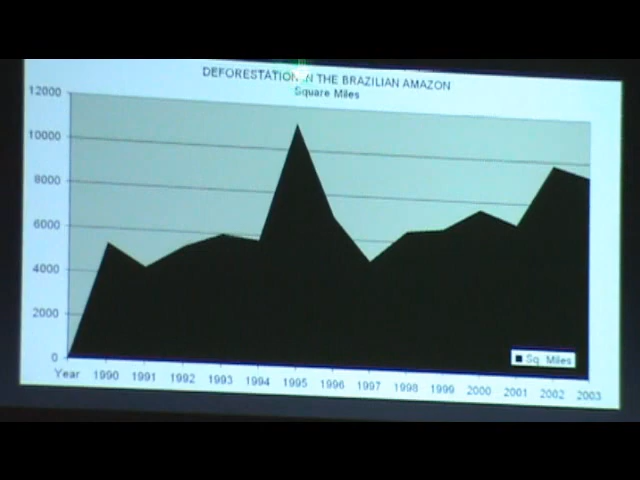 DEFORESTATION IN THE BRAZILIAN AMAZON
Square Miles
12000
10000
8000
6000
4000
2000
0
Sq. Miles
Year 1990 1991 1992 1993 1994 1995 1996 1997 1998 1999 2000 2001 2002 2003